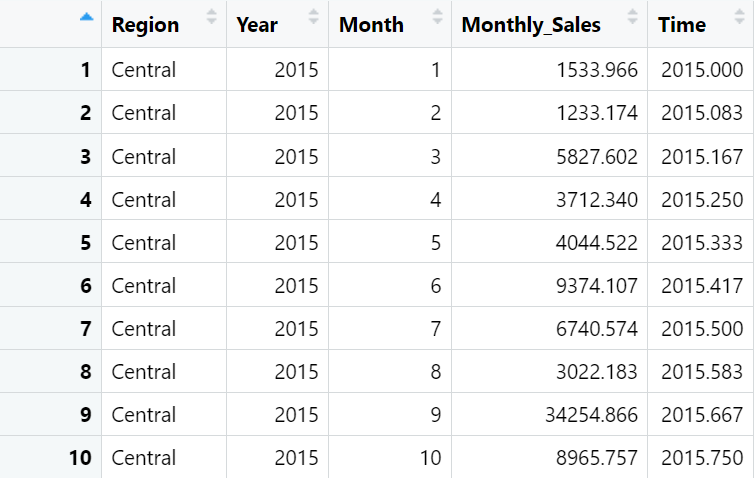 Region Year Month Monthly_Sales Time
1 Central 2015 1 1533.966 2015.000
2 Central 2015 2 1233.174 2015.083
3 Central 2015 3 5827.602 2015.167
4 Central 2015 4 3712.340 2015.250
5 Central 2015 5 4044.522 2015.333
6 Central 2015 6 9374.107 2015.417
7 Central 2015 7 6740.574 2015.500
8 Central 2015 8 3022.183 2015.583
9 Central 2015 9 34254.866 2015.667
10 Central 2015 10 8965.757 2015.750